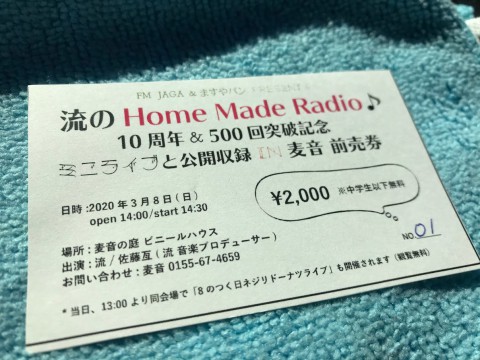 FM JAGA & ますやパン PRESENTS
流の Home Made Radio♪
10周年 & 500回突破記念
ミニライブと公開収録 IN 麦音 前売券
日時:2020年3月8日(日)
open 14:00/start 14:30
¥2,000 ※中学生以下無料
場所:麦音の庭 ビニールハウス
出演:流/佐藤亙(流 音楽プロデューサー)
お問い合わせ:麦音 0155-67-4659
NO. 01
*当日、13:00より同会場で「8のつく日ネジリドーナツライブ」も開催されます(観覧無料)